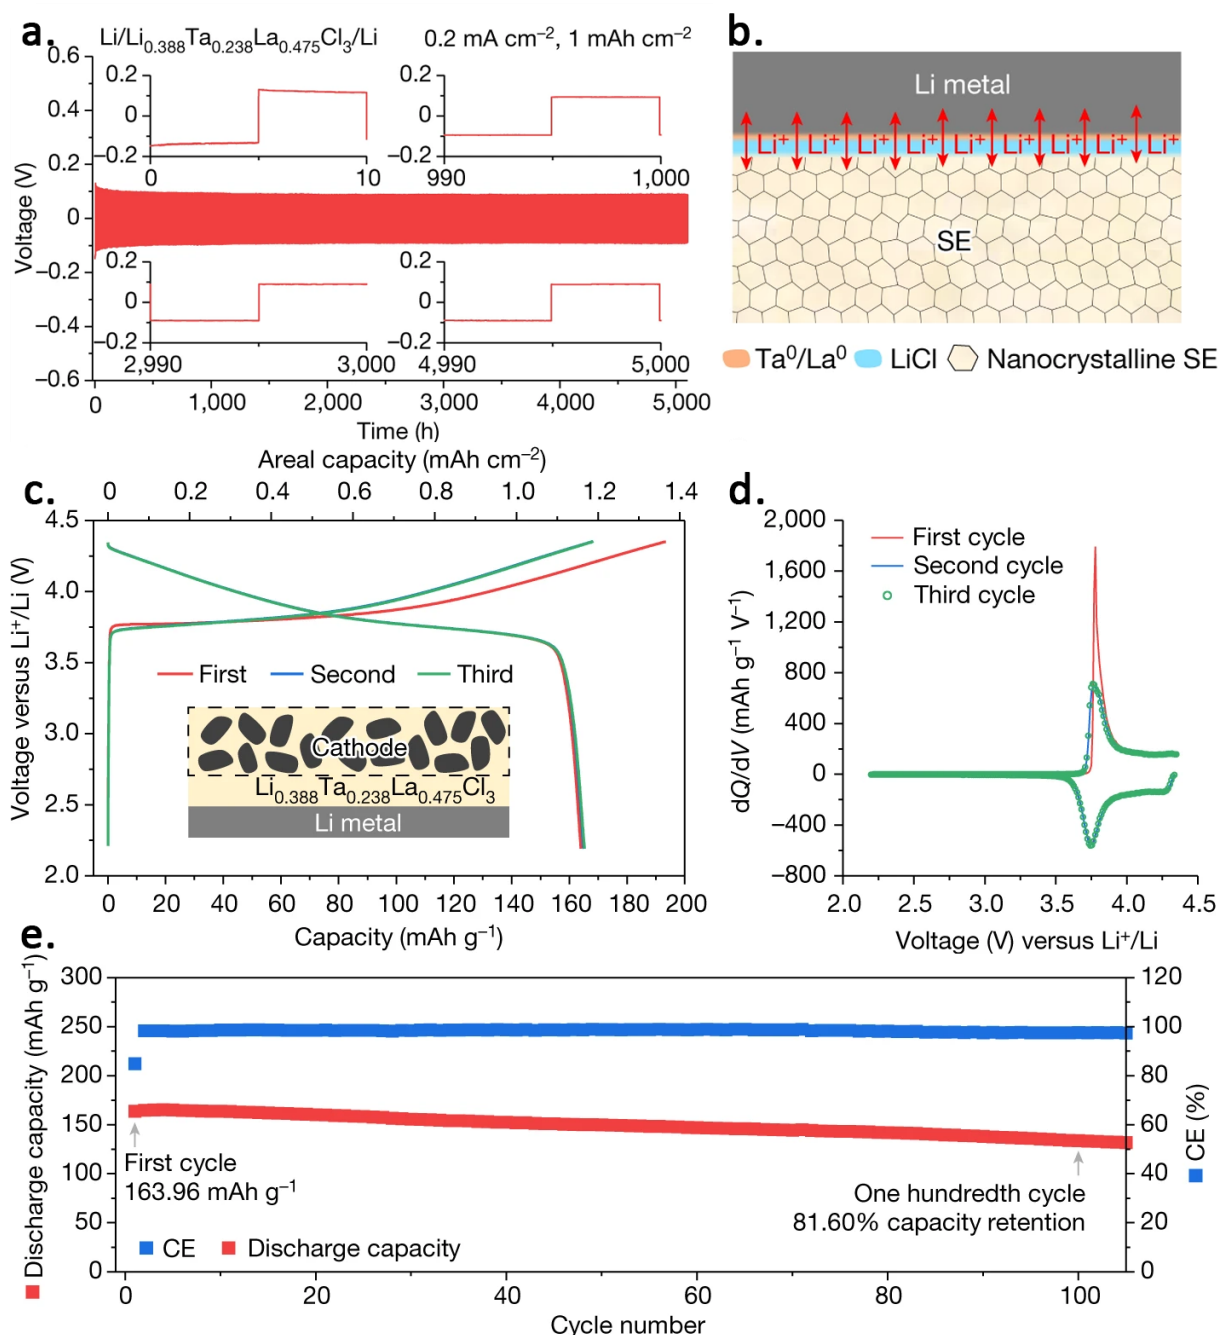 a.
Li/Li0.388Ta0.238La0.475Cl3/Li
0.2 mA cm−2, 1 mAh cm−2
Voltage (V)
0.6
0.4
0.2
0
−0.2
−0.4
−0.6
0.2
0
−0.2
0
10
0.2
0
−0.2
990
1,000
0.2
0
−0.2
2,990
3,000
0.2
0
−0.2
4,990
5,000
0
1,000
2,000
3,000
4,000
5,000
Time (h)
b.
Li metal
Li+ Li+ Li+ Li+ Li+ Li+ Li+ Li+ Li+
SE
Ta0/La0
LiCl
Nanocrystalline SE
c.
Areal capacity (mAh cm−2)
0 0.2 0.4 0.6 0.8 1.0 1.2 1.4
Voltage versus Li+/Li (V)
4.5
4.0
3.5
3.0
2.5
2.0
First
Second
Third
Cathode
Li0.388Ta0.238La0.475Cl3
Li metal
0 20 40 60 80 100 120 140 160 180 200
Capacity (mAh g−1)
d.
dQ/dV (mAh g−1 V−1)
2,000
1,600
1,200
800
400
0
−400
−800
First cycle
Second cycle
Third cycle
2.0 2.5 3.0 3.5 4.0 4.5
Voltage (V) versus Li+/Li
e.
Discharge capacity (mAh g−1)
300
250
200
150
100
50
0
First cycle
163.96 mAh g−1
One hundredth cycle
81.60% capacity retention
CE
Discharge capacity
120
100
80
60
40
20
0
CE (%)
0 20 40 60 80 100
Cycle number